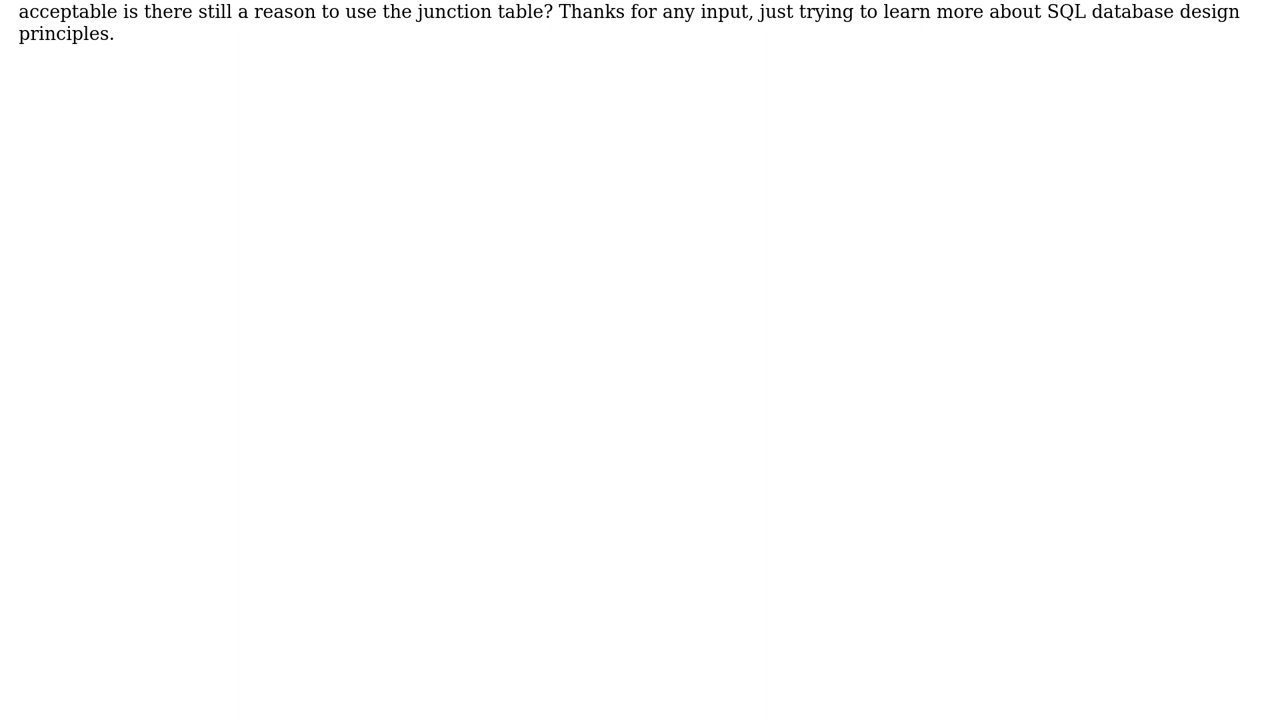 acceptable is there still a reason to use the junction table? Thanks for any input, just trying to learn more about SQL database design
principles.